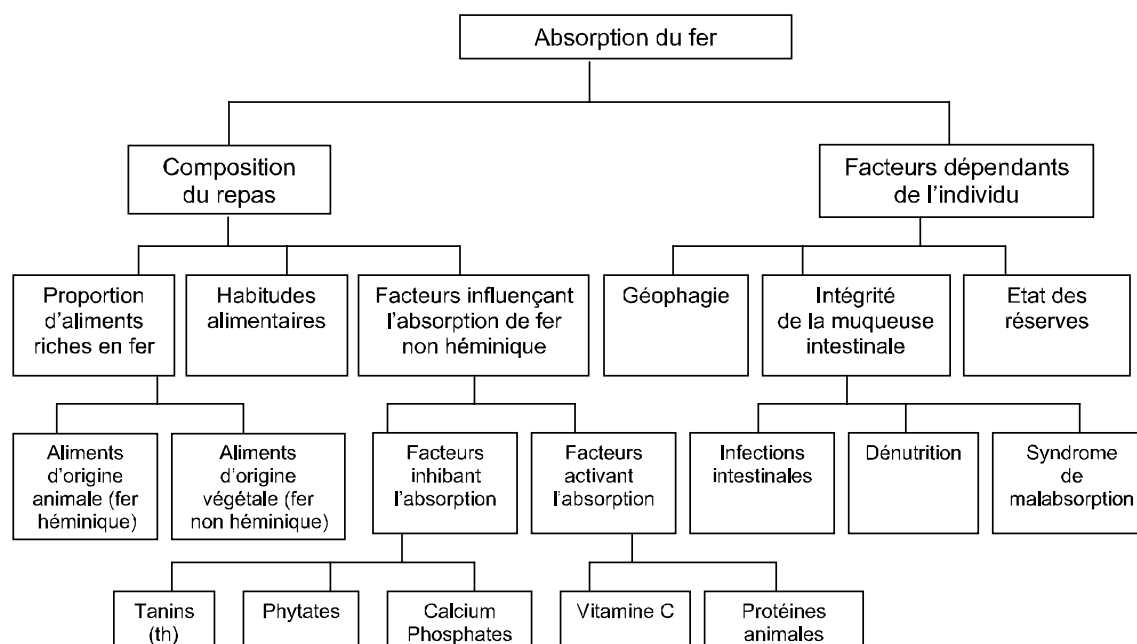 Absorption du fer
Composition
du repas
Facteurs dépendants
de l'individu
Proportion
d'aliments
riches en fer
Habitudes
alimentaires
Facteurs influençant
l'absorption de fer
non héminique
Géophagie
Intégrité
de la muqueuse
intestinale
Etat des
réserves
Aliments
d'origine
animale (fer
héminique)
Aliments
d'origine
végétale (fer
non héminique)
Facteurs
inhibant
l'absorption
Facteurs
activant
l'absorption
Infections
intestinales
Dénutrition
Syndrome
de
malabsorption
Tanins
(th)
Phytates
Calcium
Phosphates
Vitamine C
Protéines
animales